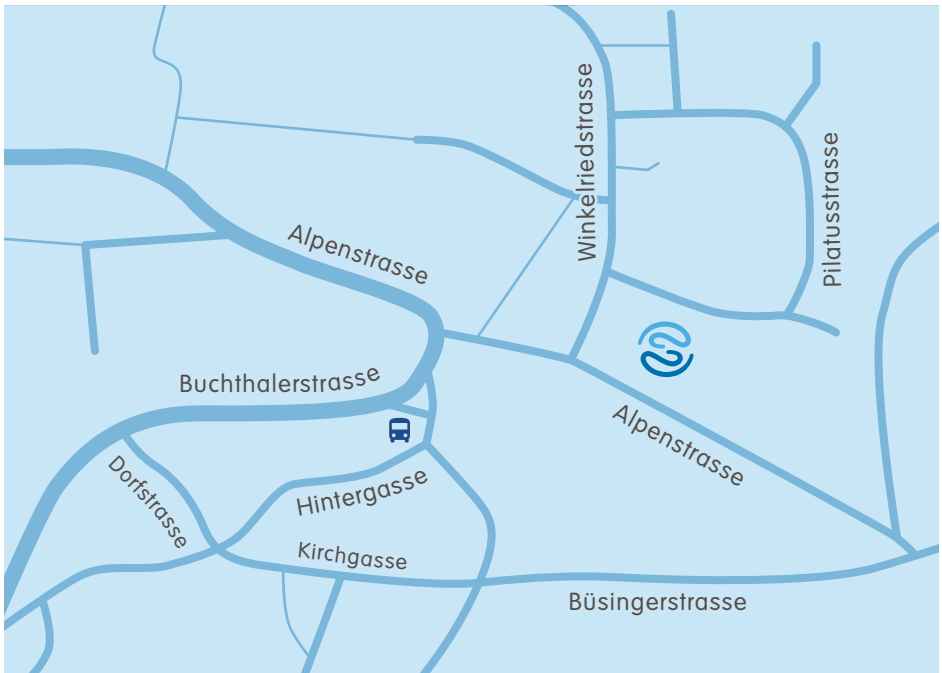 Winkelriedstrasse
Pilatusstrasse
Alpenstrasse
Buchthalerstrasse
Alpenstrasse
Dorfstrasse
Hintergasse
Kirchgasse
Büsingerstrasse